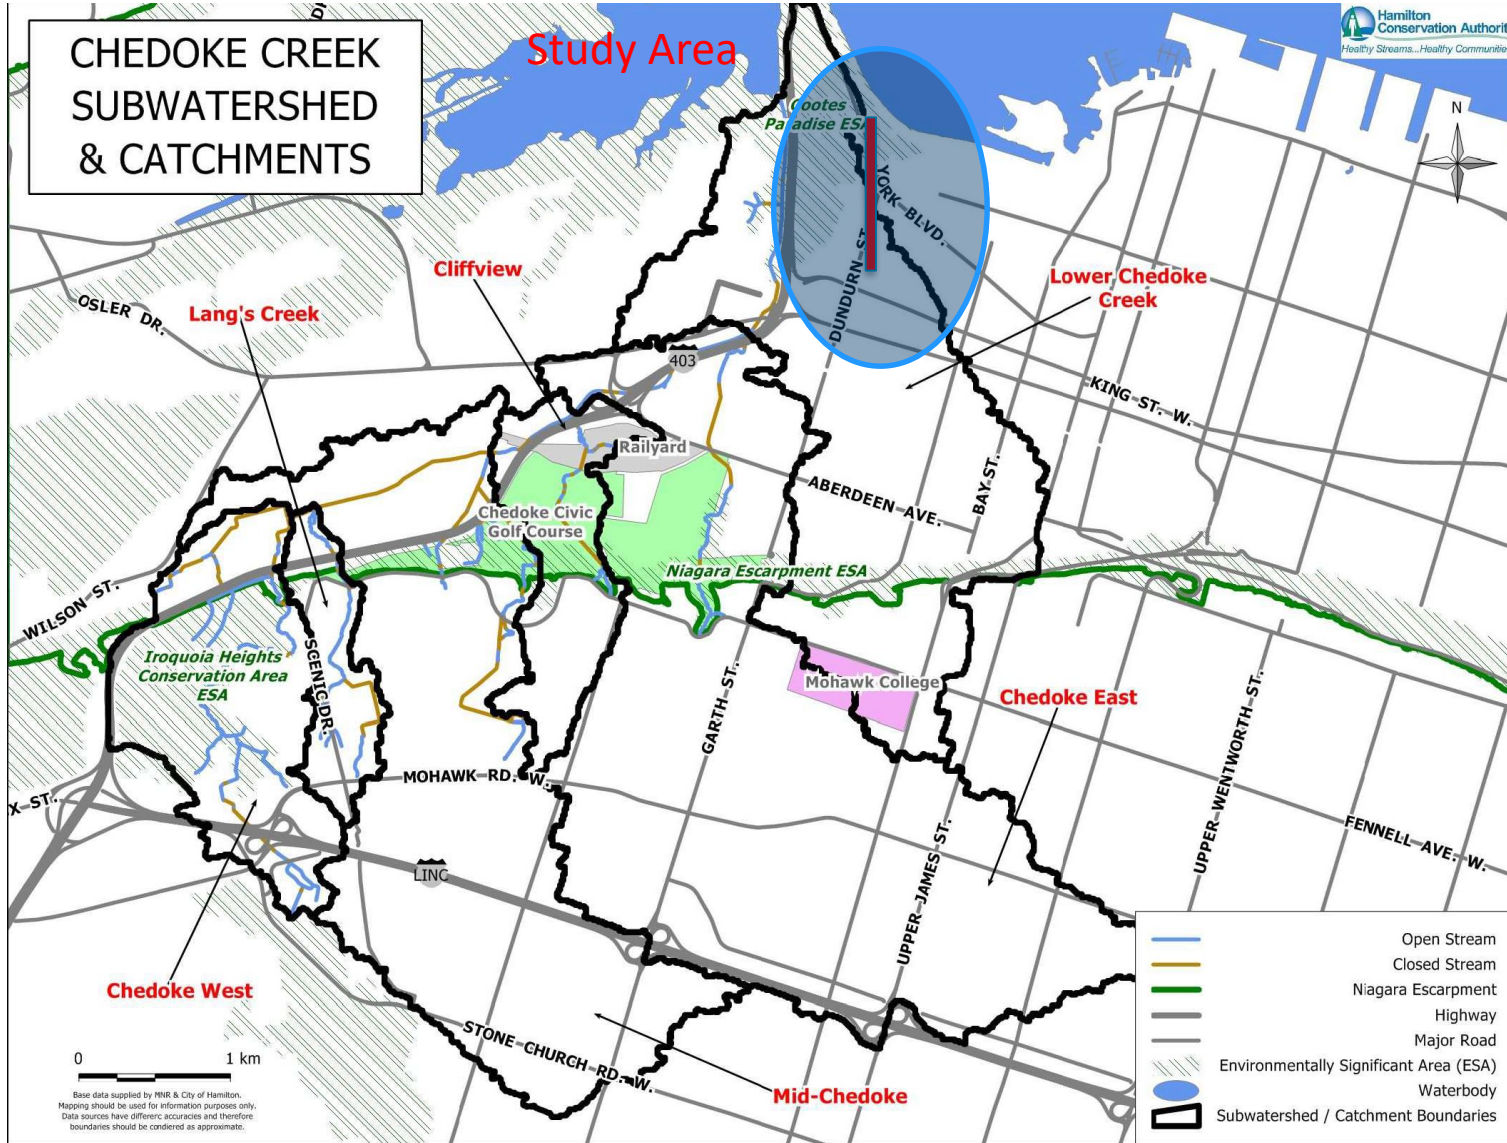 CHEDOKE CREEK
SUBWATERSHED
& CATCHMENTS
Study Area
Hamilton
Conservation Authorit
Healthy Streams...Healthy Communitie
Paradise ESA
N
YORK BLVD.
DUNDURN ST.
Cliffview
Lang's Creek
OSLER DR.
Lower Chedoke
Creek
403
KING ST. W.
Railyard
ABERDEEN AVE.
BAY ST.
Chedoke Civic
Golf Course
Niagara Escarpment ESA
WILSON ST.
Iroquoia Heights
Conservation Area
ESA
SCENIC DR.
Mohawk College
GARTH ST.
Chedoke East
UPPER WENTWORTH ST.
MOHAWK RD. W.
X ST.
FENNELL AVE. W.
LINC
UPPER JAMES ST.
Chedoke West
STONE CHURCH RD. W.
Mid-Chedoke
0 1 km
Base data supplied by MNR & City of Hamilton.
Mapping should be used for information purposes only.
Data sources have differenc accuracies and therefore
boundaries should be condiered as approximate.
Open Stream
Closed Stream
Niagara Escarpment
Highway
Major Road
Environmentally Significant Area (ESA)
Waterbody
Subwatershed / Catchment Boundaries